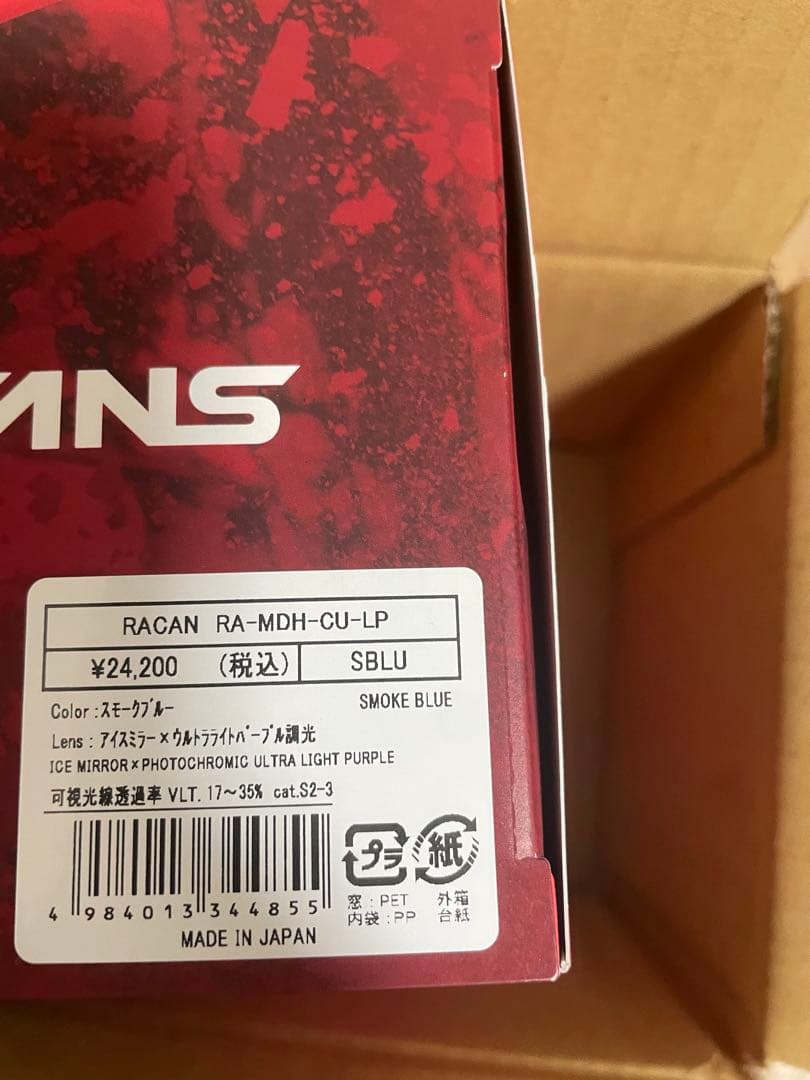 ANS
RACAN RA-MDH-CU-LP
¥24,200 (税込) SBLU
Color :スモークブルー SMOKE BLUE
Lens : アイスミラー×ウルトラライトパープル調光
ICE MIRROR×PHOTOCHROMIC ULTRA LIGHT PURPLE
可視光線透過率 VLT. 17~35% cat.S2-3
プラ 紙
窓:PET 外箱
内袋:PP 台紙
4 984013 344855
MADE IN JAPAN